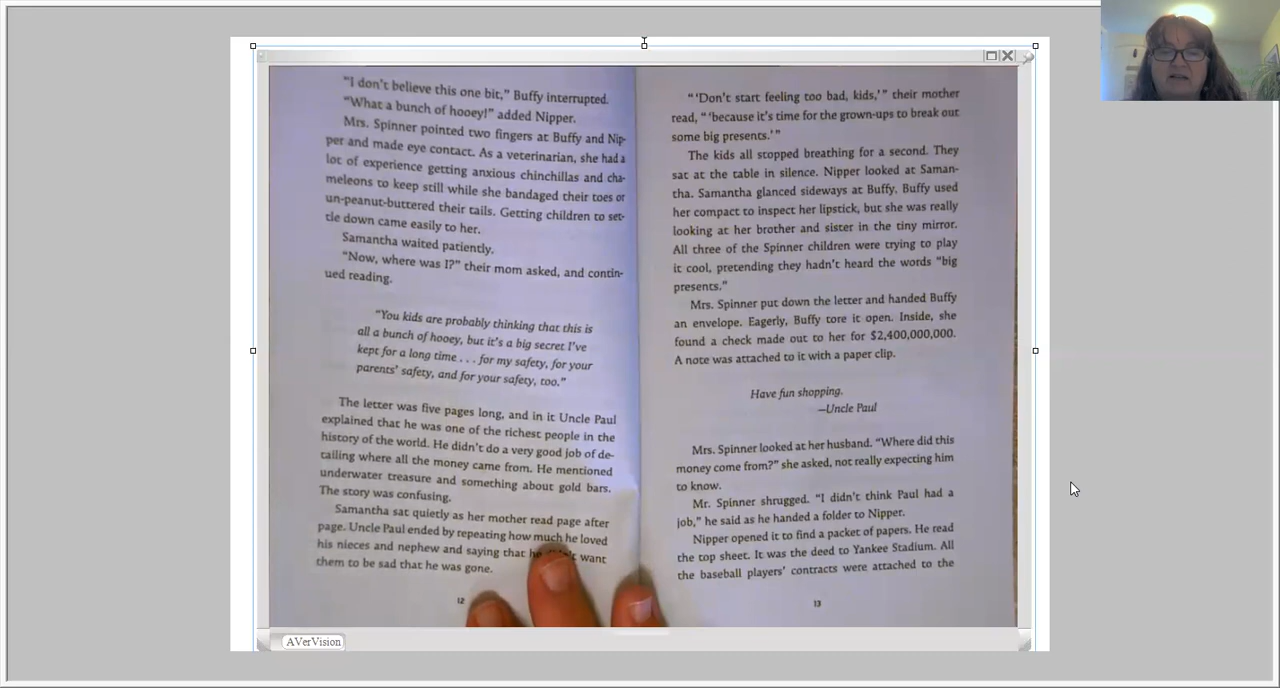 "I don't believe this one bit," Buffy interrupted.
"What a bunch of hooey!" added Nipper.
Mrs. Spinner pointed two fingers at Buffy and Nip-
per and made eye contact. As a veterinarian, she had a
lot of experience getting anxious chinchillas and cha-
meleons to keep still while she bandaged their toes or
un-peanut-buttered their tails. Getting children to set-
tle down came easily to her.
Samantha waited patiently.
"Now, where was I?" their mom asked, and contin-
ued reading.
"You kids are probably thinking that this is
all a bunch of hooey, but it's a big secret I've
kept for a long time . . . for my safety, for your
parents' safety, and for your safety, too."
The letter was five pages long, and in it Uncle Paul
explained that he was one of the richest people in the
history of the world. He didn't do a very good job of de-
tailing where all the money came from. He mentioned
underwater treasure and something about gold bars.
The story was confusing.
Samantha sat quietly as her mother read page after
page. Uncle Paul ended by repeating how much he loved
his nieces and nephew and saying that he want
them to be sad that he was gone.
12
"'Don't start feeling too bad, kids,'" their mother
read, "'because it's time for the grown-ups to break out
some big presents.'"
The kids all stopped breathing for a second. They
sat at the table in silence. Nipper looked at Saman-
tha. Samantha glanced sideways at Buffy. Buffy used
her compact to inspect her lipstick, but she was really
looking at her brother and sister in the tiny mirror.
All three of the Spinner children were trying to play
it cool, pretending they hadn't heard the words "big
presents."
Mrs. Spinner put down the letter and handed Buffy
an envelope. Eagerly, Buffy tore it open. Inside, she
found a check made out to her for $2,400,000,000.
A note was attached to it with a paper clip.
Have fun shopping.
—Uncle Paul
Mrs. Spinner looked at her husband. "Where did this
money come from?" she asked, not really expecting him
to know.
Mr. Spinner shrugged. "I didn't think Paul had a
job," he said as he handed a folder to Nipper.
Nipper opened it to find a packet of papers. He read
the top sheet. It was the deed to Yankee Stadium. All
the baseball players' contracts were attached to the
13
AVerVision